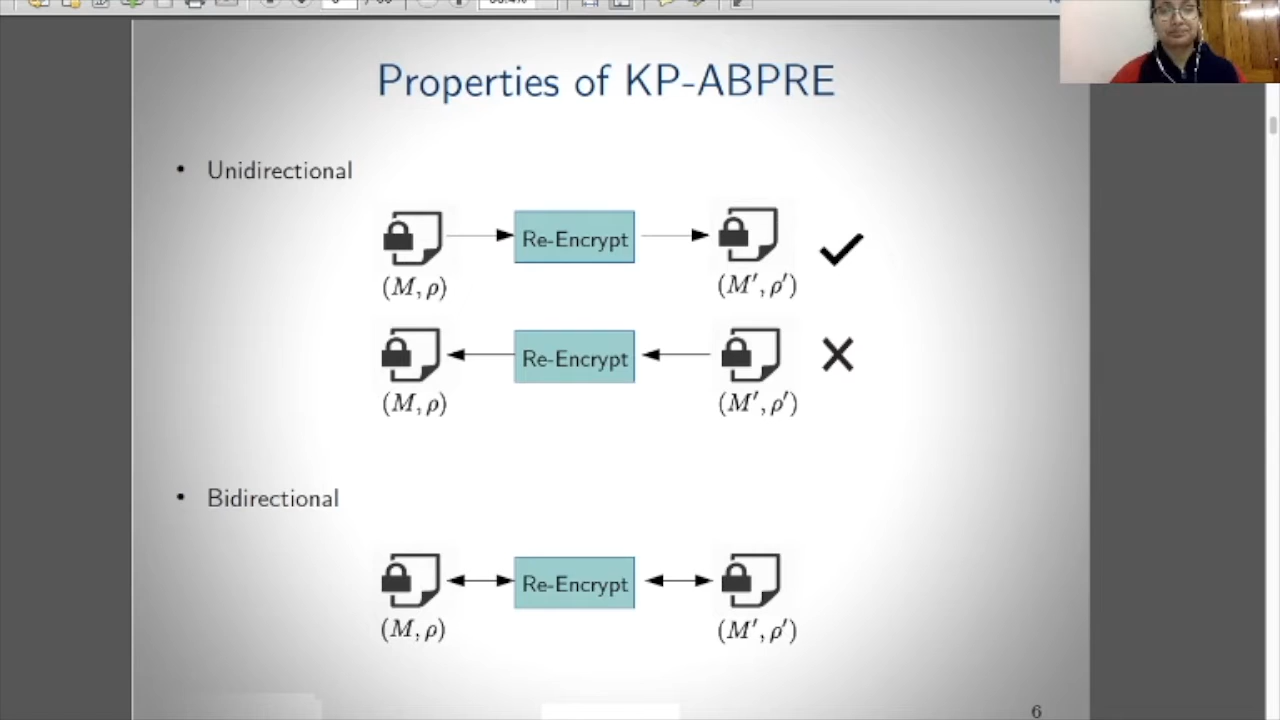 Properties of KP-ABPRE
• Unidirectional
Re-Encrypt
(M, ρ)
(M′, ρ′)
Re-Encrypt
(M, ρ)
(M′, ρ′)
• Bidirectional
Re-Encrypt
(M, ρ)
(M′, ρ′)
6